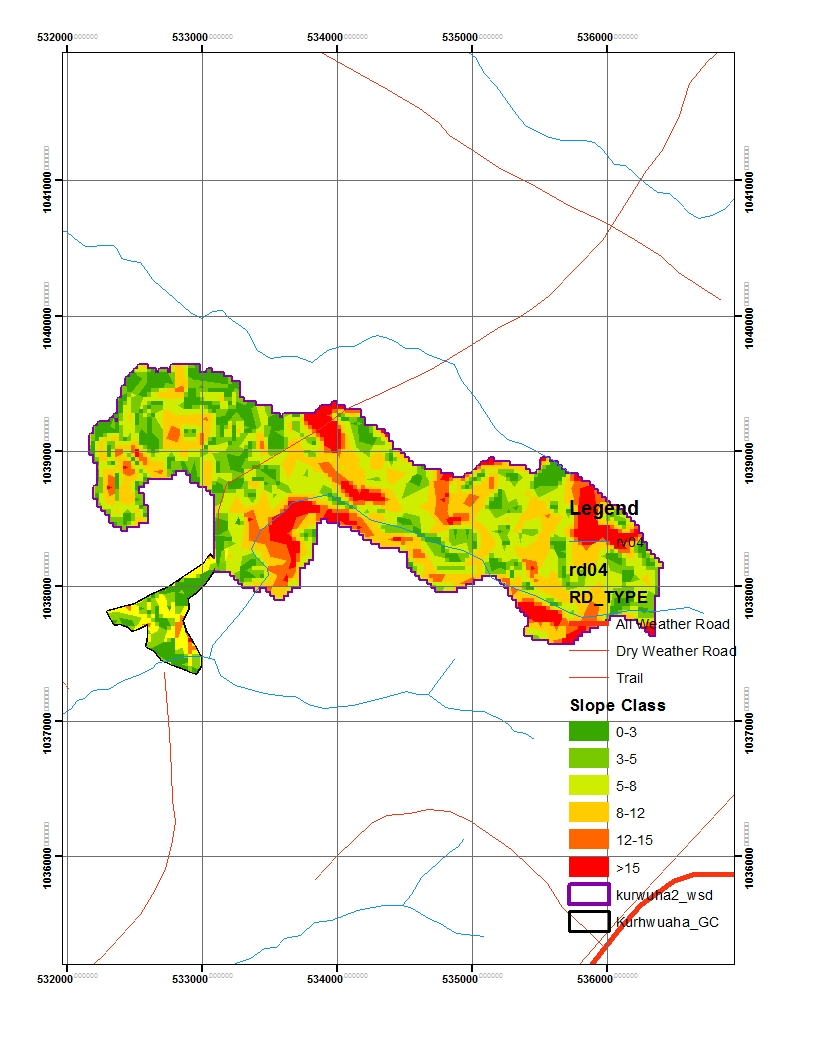 532000 533000 534000 535000 536000
1041000 1041000
1040000 1040000
1039000 1039000
Legend
rv04
rd04
1038000 1038000
RD_TYPE
All Weather Road
Dry Weather Road
Trail
Slope Class
1037000 1037000
0-3
3-5
5-8
8-12
12-15
1036000 1036000
>15
kurwuha2_wsd
Kurhwuaha_GC
532000 533000 534000 535000 536000